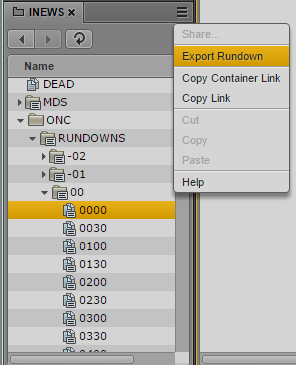 INEWS
Name
DEAD
MDS
ONC
RUNDOWNS
-02
-01
00
0000
0030
0100
0130
0200
0230
0300
0330
Share...
Export Rundown
Copy Container Link
Copy Link
Cut
Copy
Paste
Help